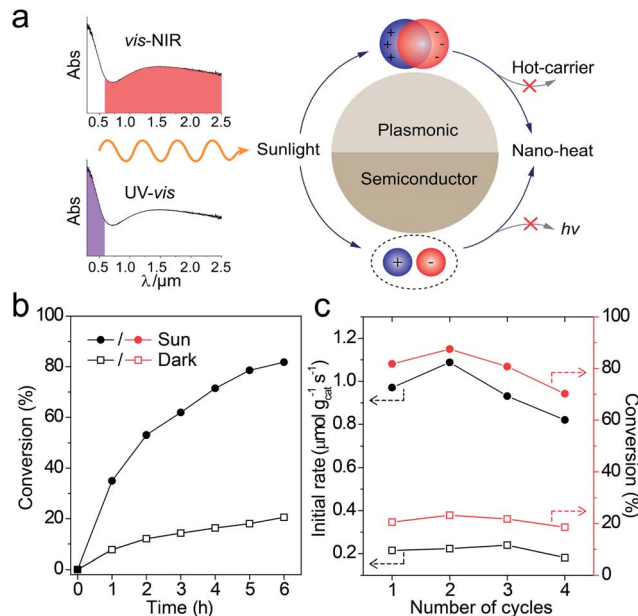 a
vis-NIR
Abs
0.5 1.0 1.5 2.0 2.5
UV-vis
Abs
0.5 1.0 1.5 2.0 2.5
λ/μm
Sunlight
+ + + - - -
Plasmonic
Semiconductor
+ -
Hot-carrier
Nano-heat
hv
b
Conversion (%)
100
80
60
40
20
0
/ Sun
/ Dark
0 1 2 3 4 5 6
Time (h)
c
Initial rate (μmol g⁻¹cat s⁻¹)
1.2
1.0
0.8
0.6
0.4
0.2
1 2 3 4
Number of cycles
100
80
60
40
20
0
Conversion (%)